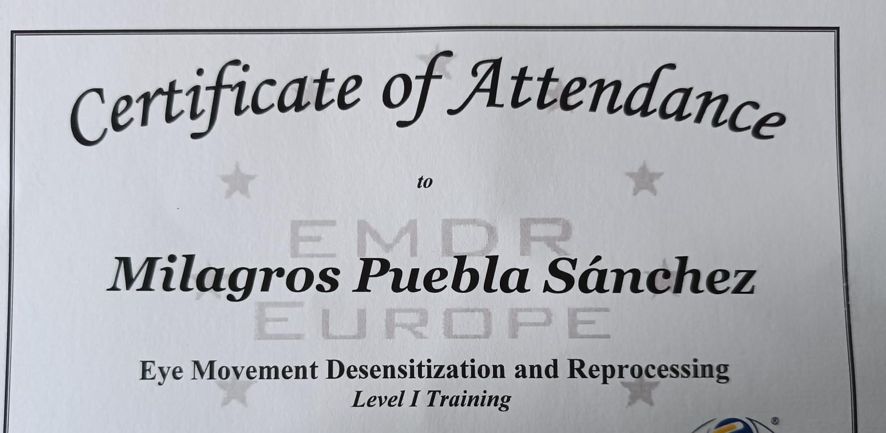 Certificate of Attendance
to
EMDR
Milagros Puebla Sánchez
EUROPE
Eye Movement Desensitization and Reprocessing
Level I Training
®